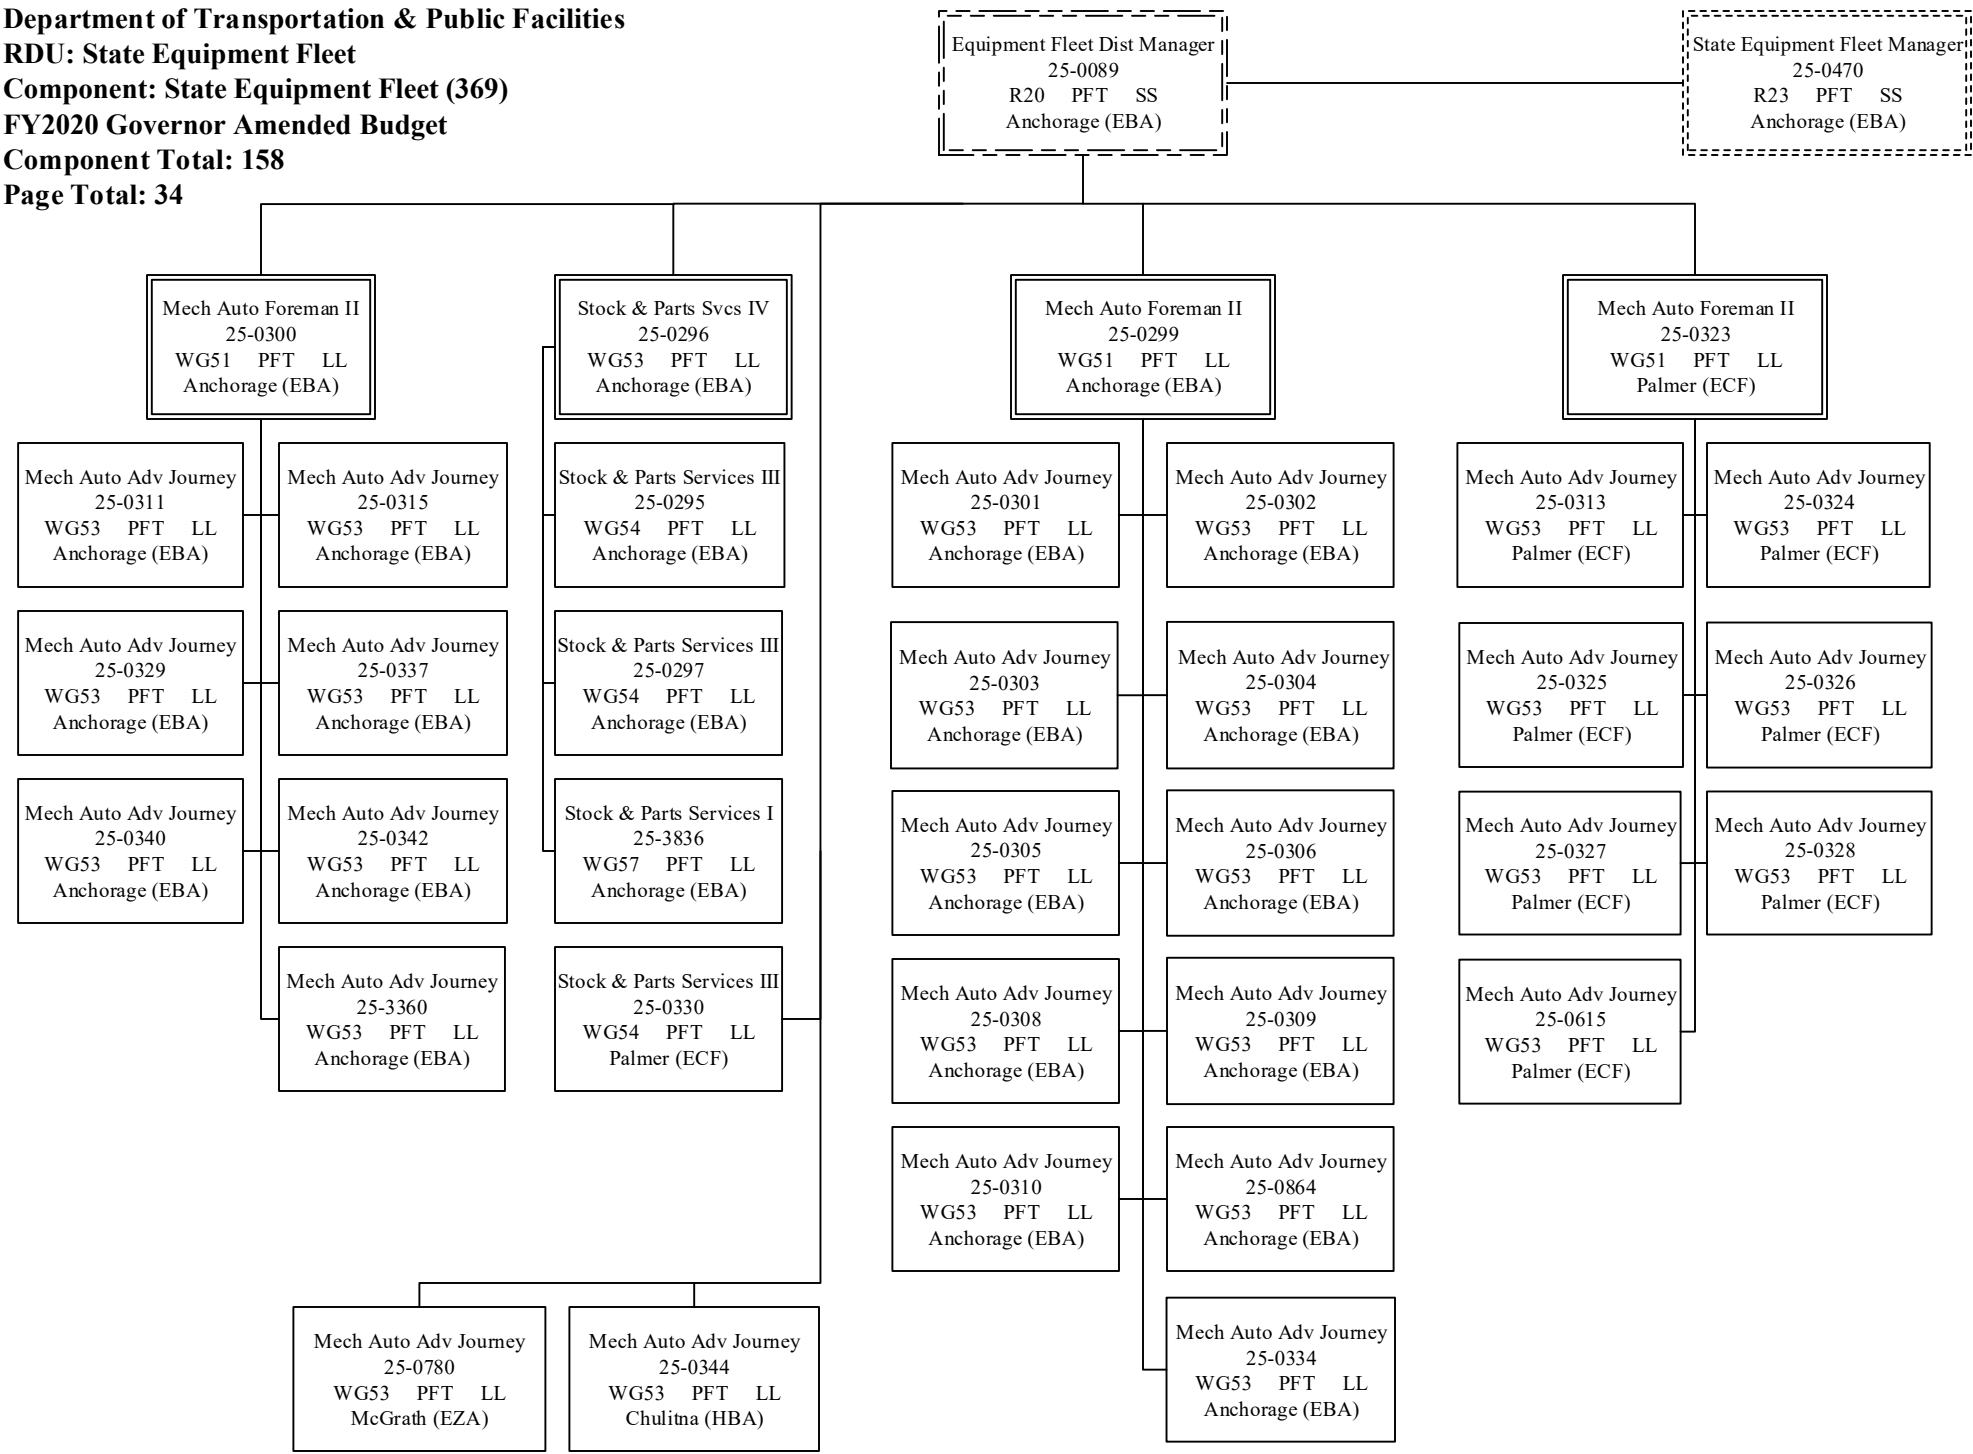 Department of Transportation & Public Facilities
RDU: State Equipment Fleet
Component: State Equipment Fleet (369)
FY2020 Governor Amended Budget
Component Total: 158
Page Total: 34
Equipment Fleet Dist Manager
25-0089
R20 PFT SS
Anchorage (EBA)
State Equipment Fleet Manager
25-0470
R23 PFT SS
Anchorage (EBA)
Mech Auto Foreman II
25-0300
WG51 PFT LL
Anchorage (EBA)
Stock & Parts Svcs IV
25-0296
WG53 PFT LL
Anchorage (EBA)
Mech Auto Foreman II
25-0299
WG51 PFT LL
Anchorage (EBA)
Mech Auto Foreman II
25-0323
WG51 PFT LL
Palmer (ECF)
Mech Auto Adv Journey
25-0311
WG53 PFT LL
Anchorage (EBA)
Mech Auto Adv Journey
25-0315
WG53 PFT LL
Anchorage (EBA)
Stock & Parts Services III
25-0295
WG54 PFT LL
Anchorage (EBA)
Mech Auto Adv Journey
25-0301
WG53 PFT LL
Anchorage (EBA)
Mech Auto Adv Journey
25-0302
WG53 PFT LL
Anchorage (EBA)
Mech Auto Adv Journey
25-0313
WG53 PFT LL
Palmer (ECF)
Mech Auto Adv Journey
25-0324
WG53 PFT LL
Palmer (ECF)
Mech Auto Adv Journey
25-0329
WG53 PFT LL
Anchorage (EBA)
Mech Auto Adv Journey
25-0337
WG53 PFT LL
Anchorage (EBA)
Stock & Parts Services III
25-0297
WG54 PFT LL
Anchorage (EBA)
Mech Auto Adv Journey
25-0303
WG53 PFT LL
Anchorage (EBA)
Mech Auto Adv Journey
25-0304
WG53 PFT LL
Anchorage (EBA)
Mech Auto Adv Journey
25-0325
WG53 PFT LL
Palmer (ECF)
Mech Auto Adv Journey
25-0326
WG53 PFT LL
Palmer (ECF)
Mech Auto Adv Journey
25-0340
WG53 PFT LL
Anchorage (EBA)
Mech Auto Adv Journey
25-0342
WG53 PFT LL
Anchorage (EBA)
Stock & Parts Services I
25-3836
WG57 PFT LL
Anchorage (EBA)
Mech Auto Adv Journey
25-0305
WG53 PFT LL
Anchorage (EBA)
Mech Auto Adv Journey
25-0306
WG53 PFT LL
Anchorage (EBA)
Mech Auto Adv Journey
25-0327
WG53 PFT LL
Palmer (ECF)
Mech Auto Adv Journey
25-0328
WG53 PFT LL
Palmer (ECF)
Mech Auto Adv Journey
25-3360
WG53 PFT LL
Anchorage (EBA)
Stock & Parts Services III
25-0330
WG54 PFT LL
Palmer (ECF)
Mech Auto Adv Journey
25-0308
WG53 PFT LL
Anchorage (EBA)
Mech Auto Adv Journey
25-0309
WG53 PFT LL
Anchorage (EBA)
Mech Auto Adv Journey
25-0615
WG53 PFT LL
Palmer (ECF)
Mech Auto Adv Journey
25-0310
WG53 PFT LL
Anchorage (EBA)
Mech Auto Adv Journey
25-0864
WG53 PFT LL
Anchorage (EBA)
Mech Auto Adv Journey
25-0780
WG53 PFT LL
McGrath (EZA)
Mech Auto Adv Journey
25-0344
WG53 PFT LL
Chulitna (HBA)
Mech Auto Adv Journey
25-0334
WG53 PFT LL
Anchorage (EBA)